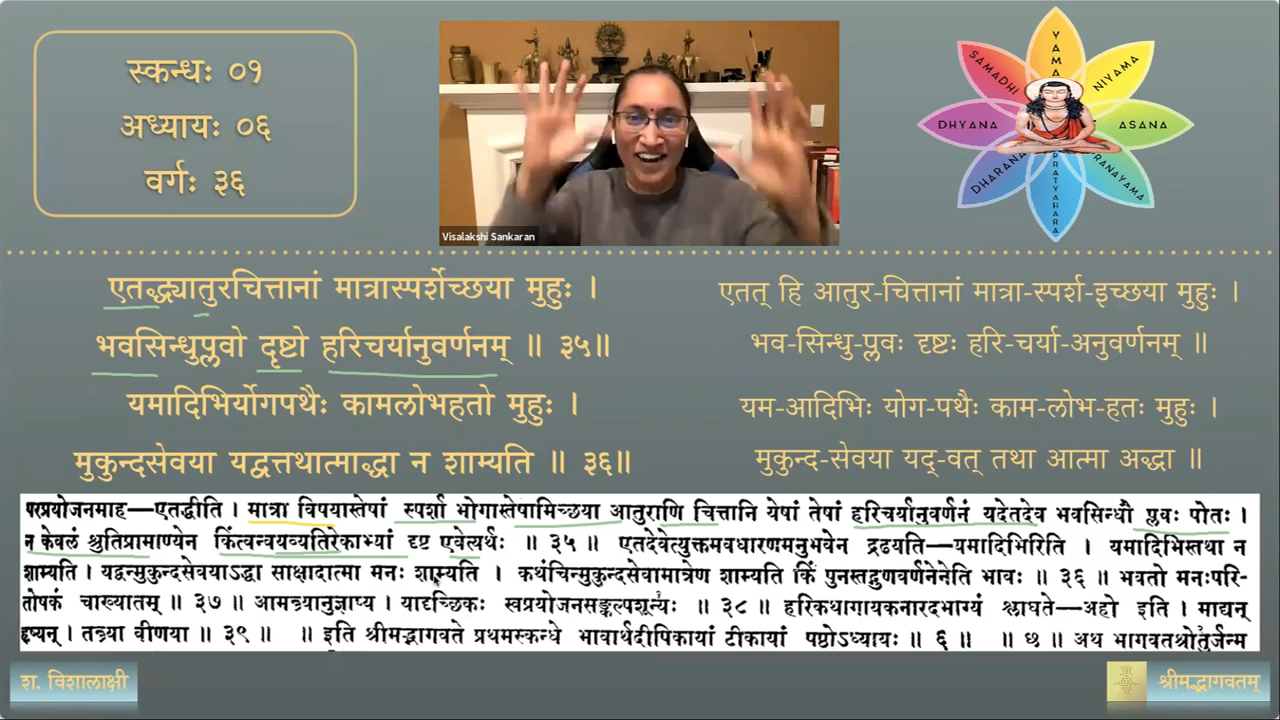 स्कन्धः ०१
अध्यायः ०६
वर्गः ३६
Visalakshi Sankaran
YAMA
NIYAMA
ASANA
PRANAYAMA
PRATYAHARA
DHARANA
DHYANA
SAMADHI
एतद्ध्यातुरचित्तानां मात्रास्पर्शेच्छया मुहुः ।
भवसिन्धुप्लवो दृष्टो हरिचर्यानुवर्णनम् ॥ ३५॥
यमादिभिर्योगपथैः कामलोभहतो मुहुः ।
मुकुन्दसेवया यद्वत्तथात्माद्धा न शाम्यति ॥ ३६॥
एतत् हि आतुर-चित्तानां मात्रा-स्पर्श-इच्छया मुहुः ।
भव-सिन्धु-प्लवः दृष्टः हरि-चर्या-अनुवर्णनम् ॥
यम-आदिभिः योग-पथैः काम-लोभ-हतः मुहुः ।
मुकुन्द-सेवया यद्-वत् तथा आत्मा अद्धा ॥
परप्रयोजनमाह—एतद्धीति । मात्रा विषयास्तेषां स्पर्शा भोगास्तेपामिच्छया आतुराणि चित्तानि येषां तेषां हरिचर्यानुवर्णनं यदेतदेव भवसिन्धौ प्लवः पोतः ।
न केवलं श्रुतिप्रामाण्येन किंत्वन्वयव्यतिरेकाभ्यां दृष्ट एवेत्यर्थः ॥ ३५ ॥ एतदेवेत्युक्तमवधारणमनुभवेन द्रढयति—यमादिभिरिति । यमादिभिस्तथा न
शाम्यति । यद्वन्मुकुन्दसेवयाऽद्धा साक्षादात्मा मनः शाम्यति । कथंचिन्मुकुन्दसेवामात्रेण शाम्यति किं पुनस्तद्गुणवर्णनेनेति भावः ॥ ३६ ॥ भवतो मनःपरि-
तोषकं चाख्यातम् ॥ ३७ ॥ आमन्त्र्यानुज्ञाप्य । यादृच्छिकः स्वप्रयोजनसङ्कल्पशून्यः ॥ ३८ ॥ हरिकथागायकनारदभाग्यं श्लाघते—अहो इति । माद्यन्
हृष्यन् । तन्त्र्या वीणया ॥ ३९ ॥ ॥ इति श्रीमद्भागवते प्रथमस्कन्धे भावार्थदीपिकायां टीकायां षष्ठोऽध्यायः ॥ ६ ॥ ॥ छ ॥ अथ भागवतश्रोतुर्जन्म
श. विशालाक्षी
श्रीमद्भागवतम्